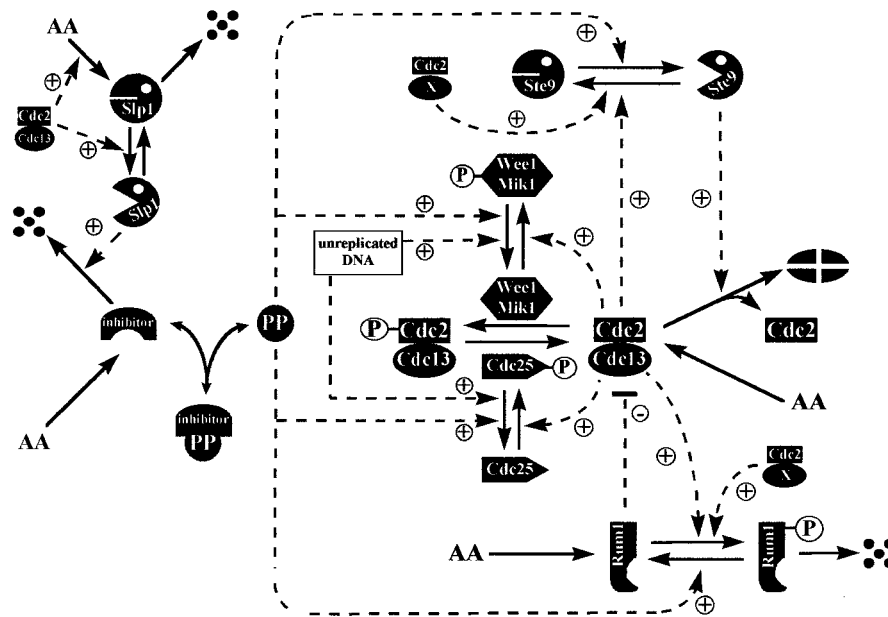 AA
Slp1
Cdc2
Cdc13
Slp1
inhibitor
AA
inhibitor
PP
PP
Cdc2
X
Ste9
Ste9
P
Wee1
Mik1
unreplicated
DNA
Wee1
Mik1
P
Cdc2
Cdc13
Cdc2
Cdc13
Cdc25
P
Cdc25
Cdc2
AA
Cdc2
X
AA
Rum1
Rum1
P
+
+
+
+
+
+
+
+
+
+
+
+
+
-
+
+
+